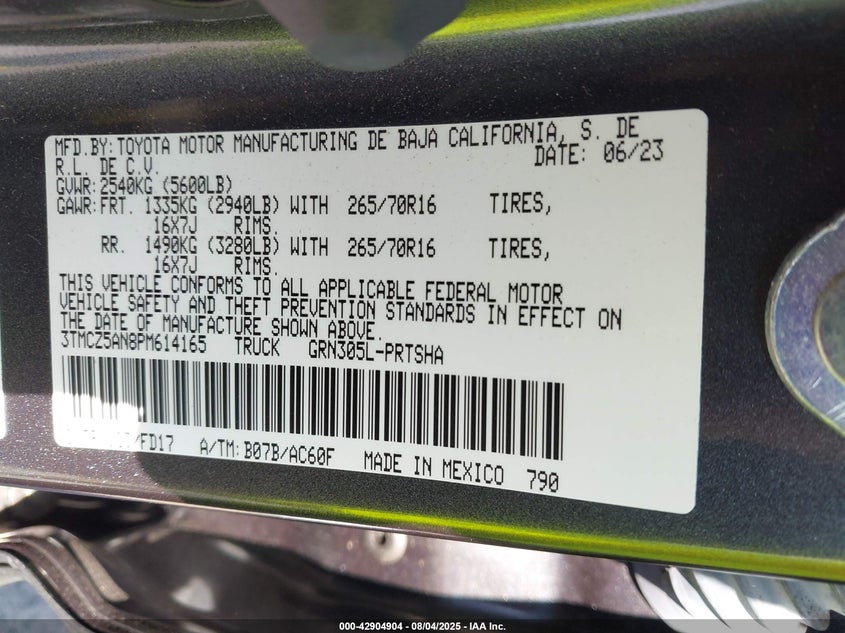 MFD.BY: TOYOTA MOTOR MANUFACTURING DE BAJA CALIFORNIA, S. DE
R.L. DE C.V. DATE: 06/23
GVWR: 2540KG (5600LB)
GAWR: FRT. 1335KG (2940LB) WITH 265/70R16 TIRES,
16X7J RIMS.
RR. 1490KG (3280LB) WITH 265/70R16 TIRES,
16X7J RIMS.
THIS VEHICLE CONFORMS TO ALL APPLICABLE FEDERAL MOTOR
VEHICLE SAFETY AND THEFT PREVENTION STANDARDS IN EFFECT ON
THE DATE OF MANUFACTURE SHOWN ABOVE.
3TMCZ5AN8PM614165 TRUCK GRN305L-PRTSHA
/FD17 A/TM: B07B/AC60F MADE IN MEXICO 790
000-42904904 - 08/04/2025 - IAA Inc.